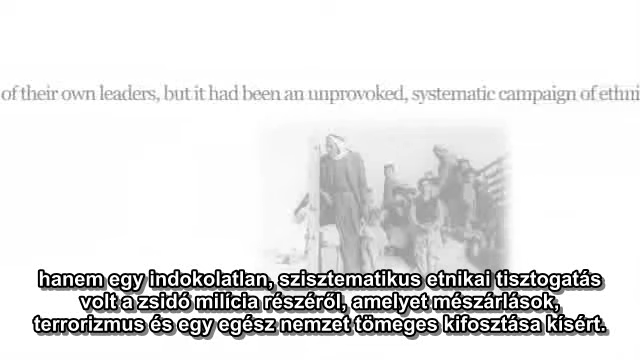 of their own leaders, but it had been an unprovoked, systematic campaign of ethni
hanem egy indokolatlan, szisztematikus etnikai tisztogatás
volt a zsidó milícia részéről, amelyet mészárlások,
terrorizmus és egy egész nemzet tömeges kifosztása kísért.